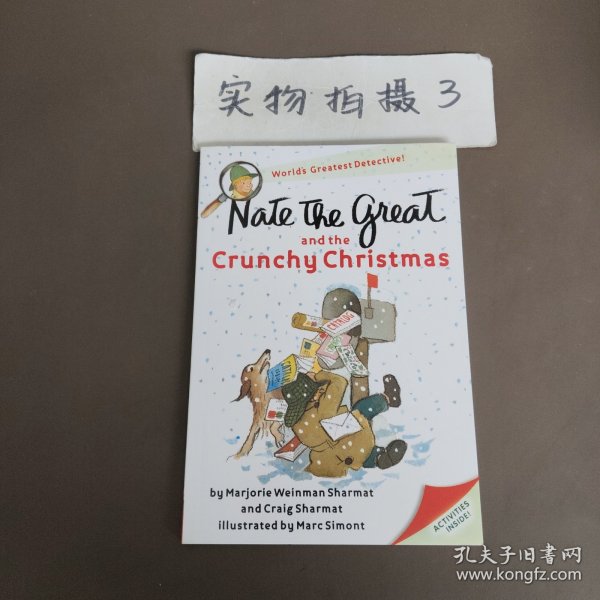 实物拍摄3
World's Greatest Detective!
Nate the Great
and the
Crunchy Christmas
CATALOG
by Marjorie Weinman Sharmat
and Craig Sharmat
illustrated by Marc Simont
ACTIVITIES
INSIDE!
孔夫子旧书网
www.kongfz.com